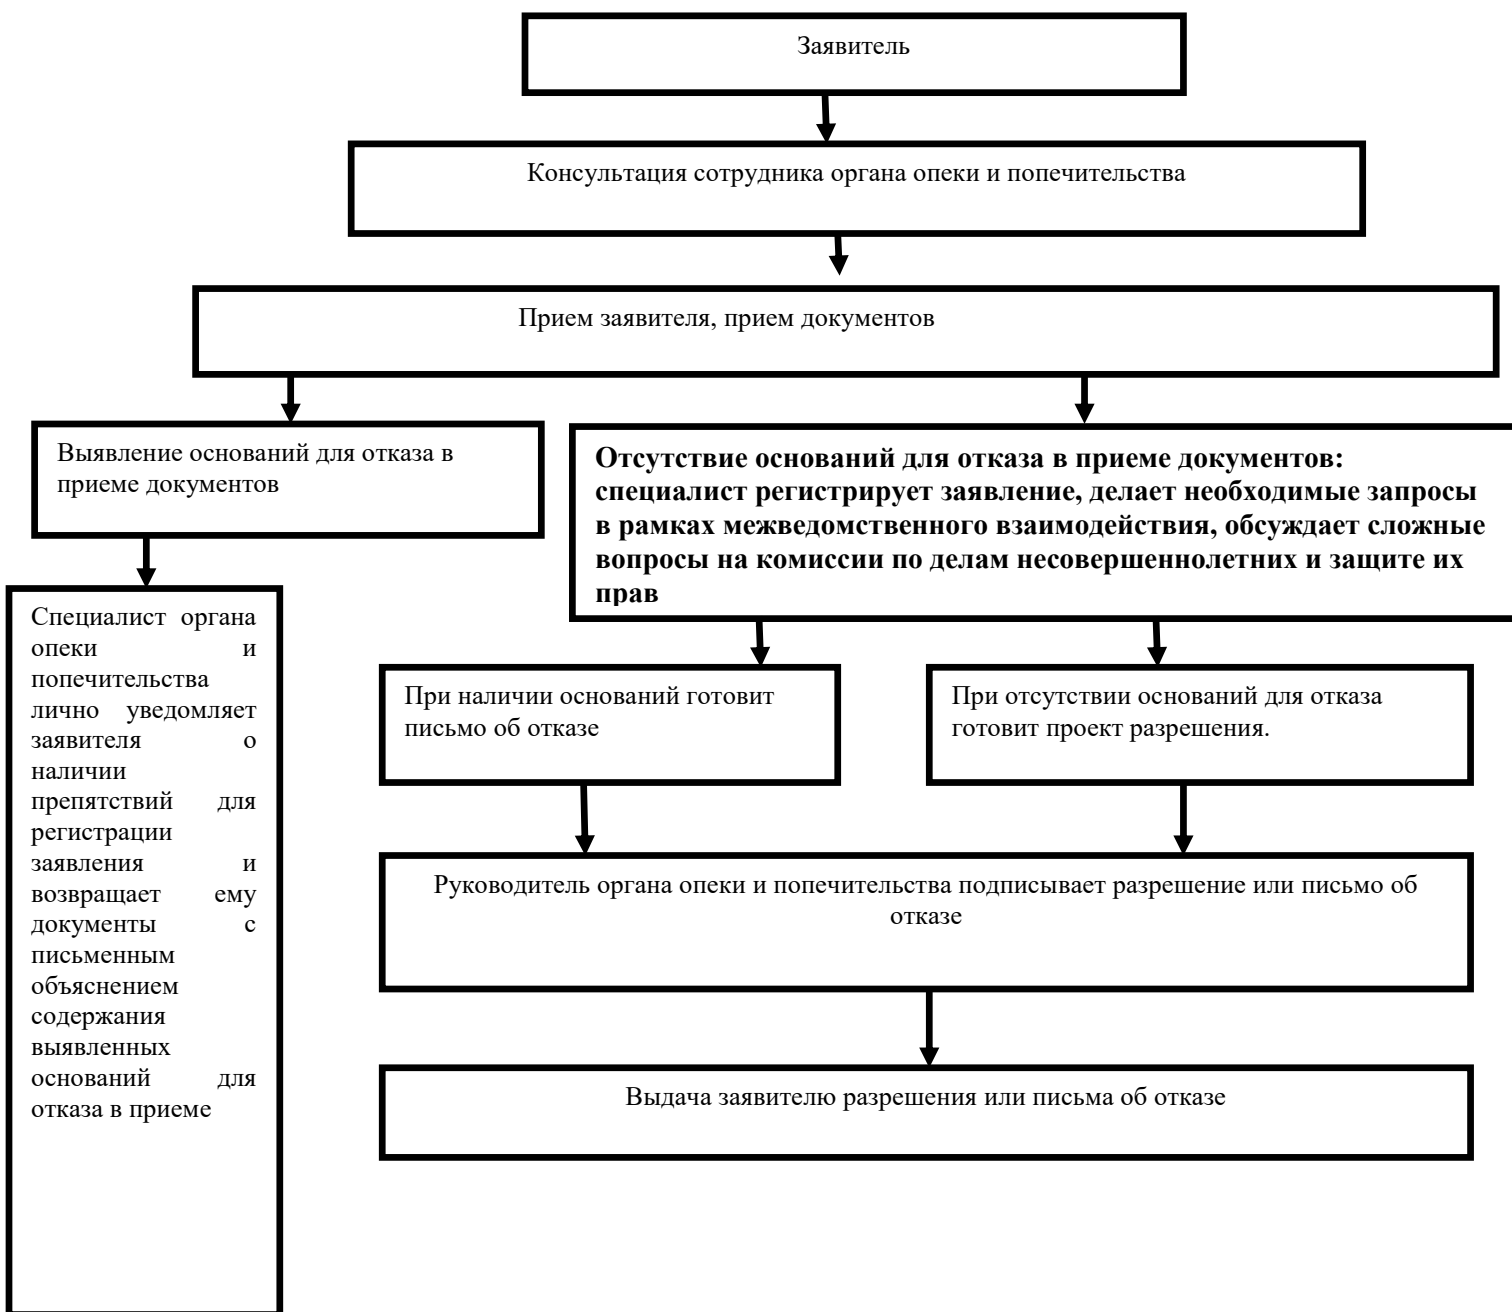 Заявитель
Консультация сотрудника органа опеки и попечительства
Прием заявителя, прием документов
Выявление оснований для отказа в
приеме документов
Отсутствие оснований для отказа в приеме документов:
специалист регистрирует заявление, делает необходимые запросы
в рамках межведомственного взаимодействия, обсуждает сложные
вопросы на комиссии по делам несовершеннолетних и защите их
прав
Специалист органа
опеки и
попечительства
лично уведомляет
заявителя о
наличии
препятствий для
регистрации
заявления и
возвращает ему
документы с
письменным
объяснением
содержания
выявленных
оснований для
отказа в приеме
При наличии оснований готовит
письмо об отказе
При отсутствии оснований для отказа
готовит проект разрешения.
Руководитель органа опеки и попечительства подписывает разрешение или письмо об
отказе
Выдача заявителю разрешения или письма об отказе